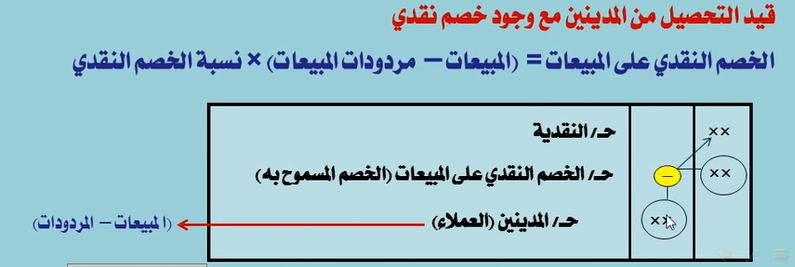 قيد التحصيل من المدينين مع وجود خصم نقدي
الخصم النقدي على المبيعات = (المبيعات – مردودات المبيعات) × نسبة الخصم النقدي
×× حـ/ النقدية
×× – حـ/ الخصم النقدي على المبيعات (الخصم المسموح به)
×× حـ/ المدينين (العملاء) (المبيعات – المردودات)